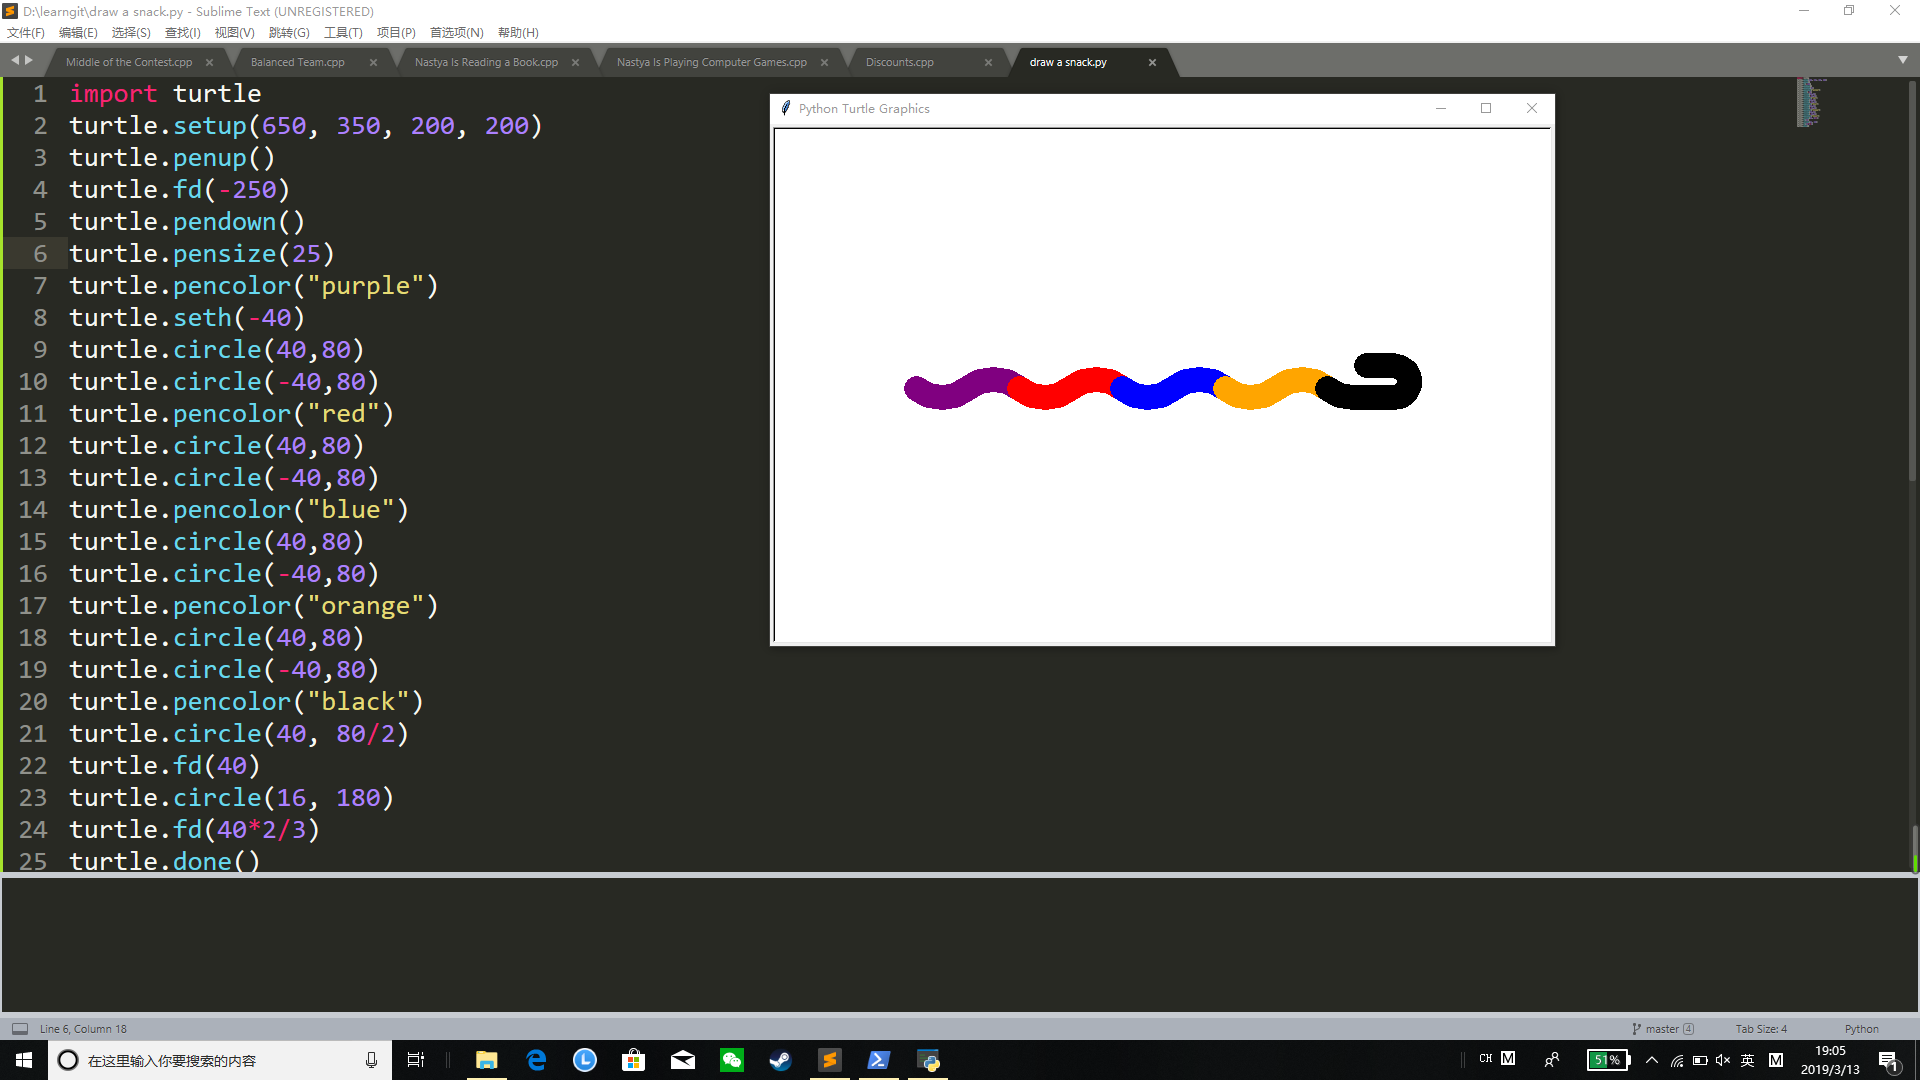 D:\learngit\draw a snack.py - Sublime Text (UNREGISTERED)
文件(F) 编辑(E) 选择(S) 查找(I) 视图(V) 跳转(G) 工具(T) 项目(P) 首选项(N) 帮助(H)
Middle of the Contest.cpp Balanced Team.cpp Nastya Is Reading a Book.cpp Nastya Is Playing Computer Games.cpp Discounts.cpp draw a snack.py
1 import turtle
2 turtle.setup(650, 350, 200, 200)
3 turtle.penup()
4 turtle.fd(-250)
5 turtle.pendown()
6 turtle.pensize(25)
7 turtle.pencolor("purple")
8 turtle.seth(-40)
9 turtle.circle(40,80)
10 turtle.circle(-40,80)
11 turtle.pencolor("red")
12 turtle.circle(40,80)
13 turtle.circle(-40,80)
14 turtle.pencolor("blue")
15 turtle.circle(40,80)
16 turtle.circle(-40,80)
17 turtle.pencolor("orange")
18 turtle.circle(40,80)
19 turtle.circle(-40,80)
20 turtle.pencolor("black")
21 turtle.circle(40, 80/2)
22 turtle.fd(40)
23 turtle.circle(16, 180)
24 turtle.fd(40*2/3)
25 turtle.done()
Python Turtle Graphics
Line 6, Column 18 master 4 Tab Size: 4 Python
在这里输入你要搜索的内容 CH M 51% 英 M
19:05
2019/3/13
1